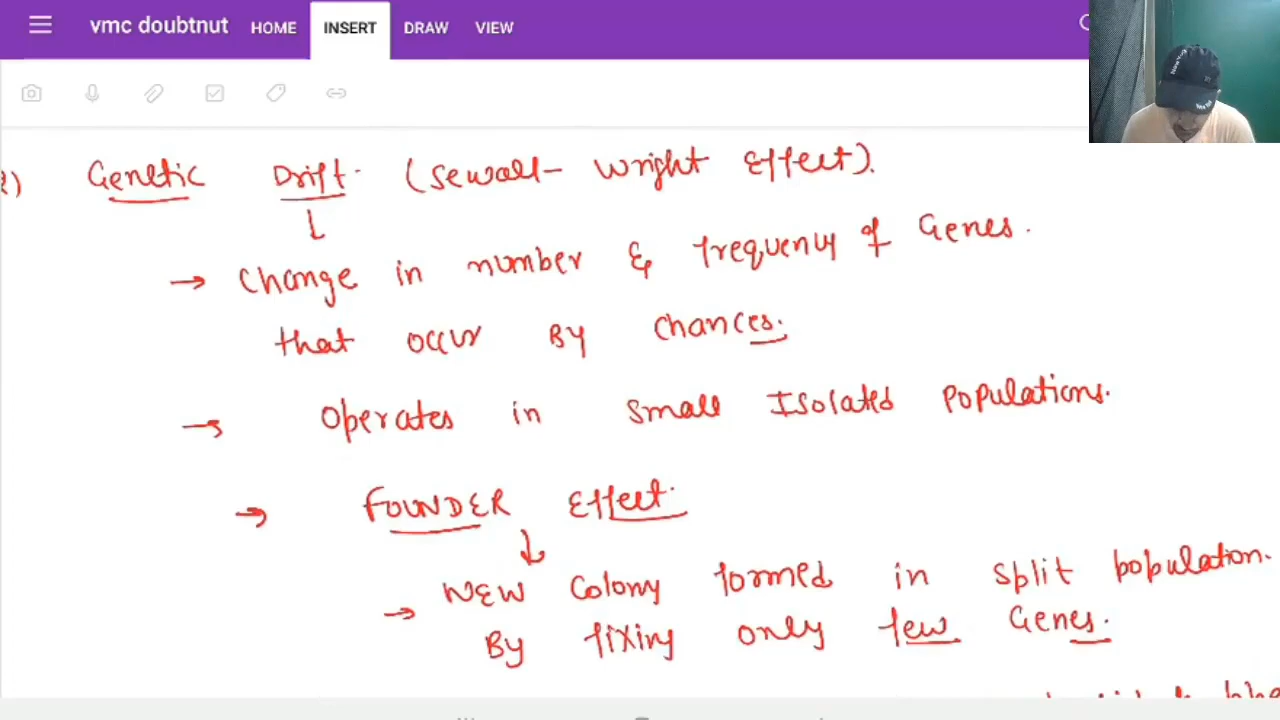 vmc doubtnut HOME INSERT DRAW VIEW
Genetic Drift. (Sewall- Wright Effect).
→ Change in number & frequency of Genes.
that occur By Chances.
→ Operates in small Isolated populations.
→ FOUNDER Effect.
→ NEW Colony formed in split population.
By fixing only few Genes.